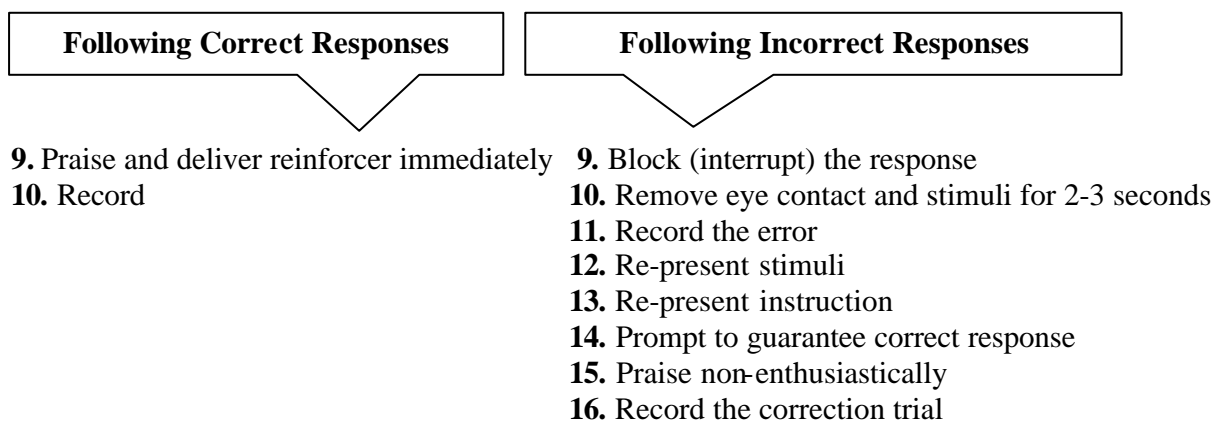 Following Correct Responses
9. Praise and deliver reinforcer immediately
10. Record
Following Incorrect Responses
9. Block (interrupt) the response
10. Remove eye contact and stimuli for 2-3 seconds
11. Record the error
12. Re-present stimuli
13. Re-present instruction
14. Prompt to guarantee correct response
15. Praise non-enthusiastically
16. Record the correction trial